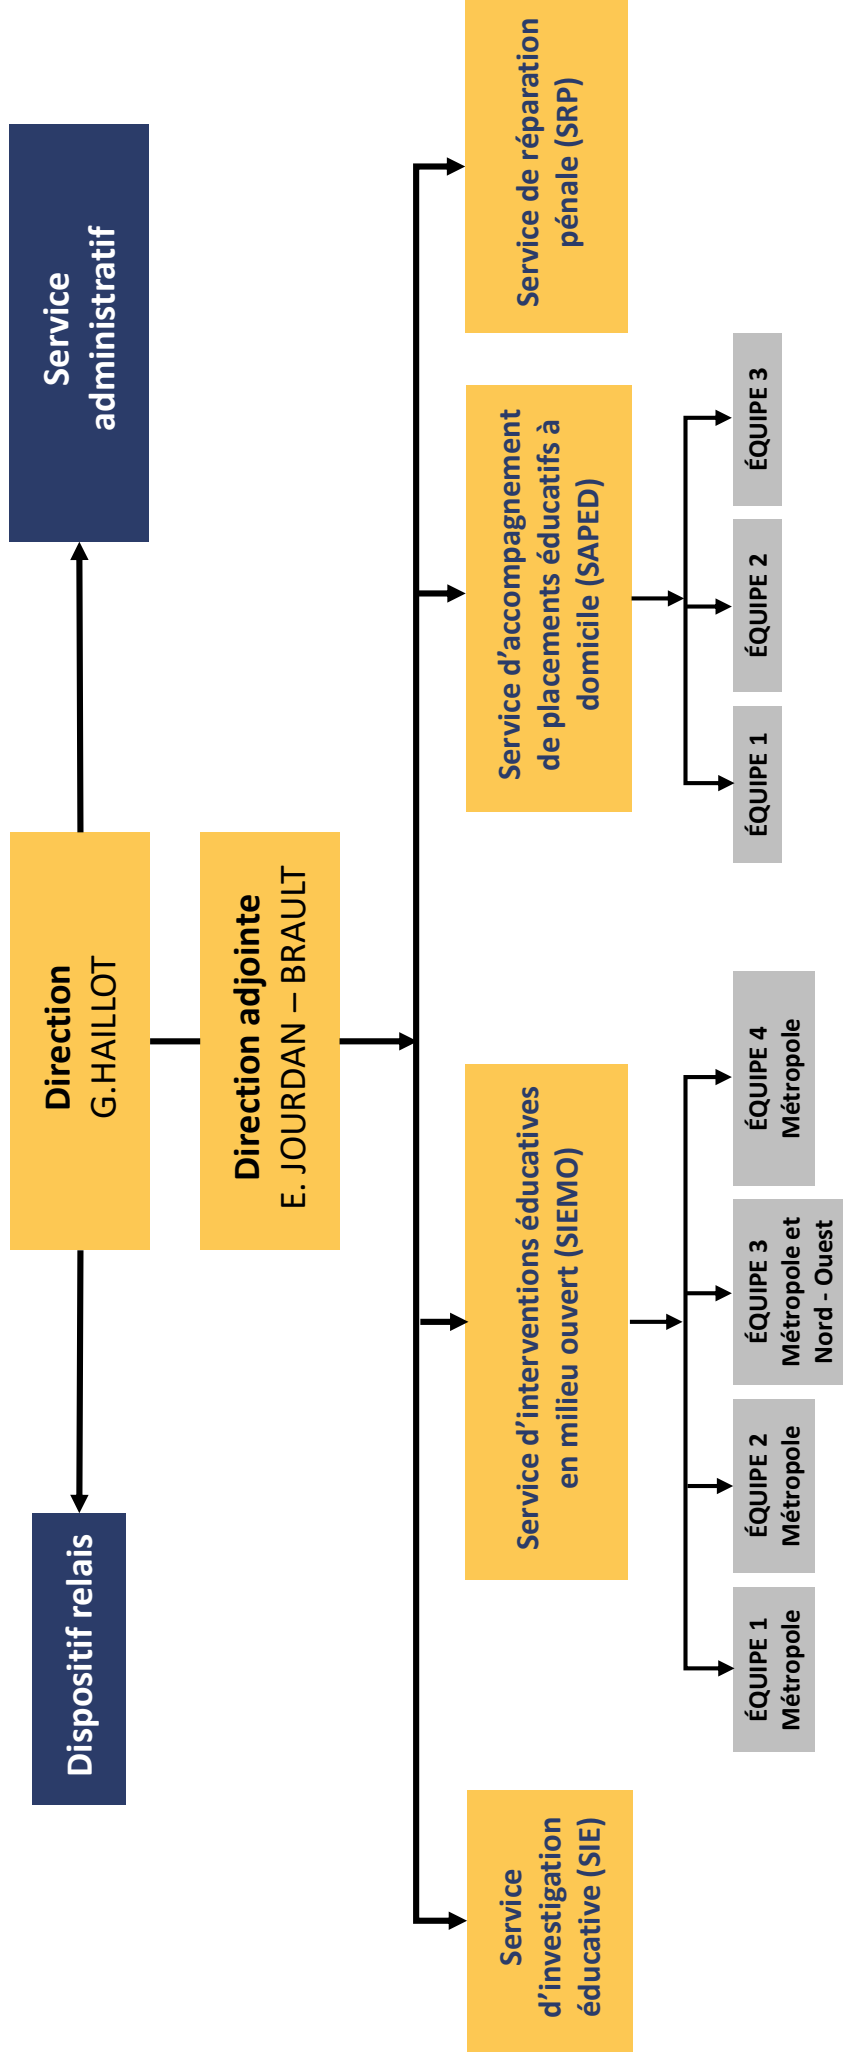 Dispositif relais
Direction
G.HAILLOT
Service
administratif
Direction adjointe
E. JOURDAN – BRAULT
Service
d'investigation
éducative (SIE)
Service d'interventions éducatives
en milieu ouvert (SIEMO)
Service d'accompagnement
de placements éducatifs à
domicile (SAPED)
Service de réparation
pénale (SRP)
ÉQUIPE 1
Métropole
ÉQUIPE 2
Métropole
ÉQUIPE 3
Métropole et
Nord - Ouest
ÉQUIPE 4
Métropole
ÉQUIPE 1
ÉQUIPE 2
ÉQUIPE 3